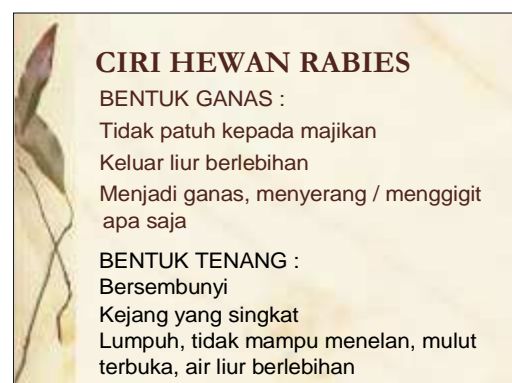 CIRI HEWAN RABIES
BENTUK GANAS :
Tidak patuh kepada majikan
Keluar liur berlebihan
Menjadi ganas, menyerang / menggigit
apa saja
BENTUK TENANG :
Bersembunyi
Kejang yang singkat
Lumpuh, tidak mampu menelan, mulut
terbuka, air liur berlebihan